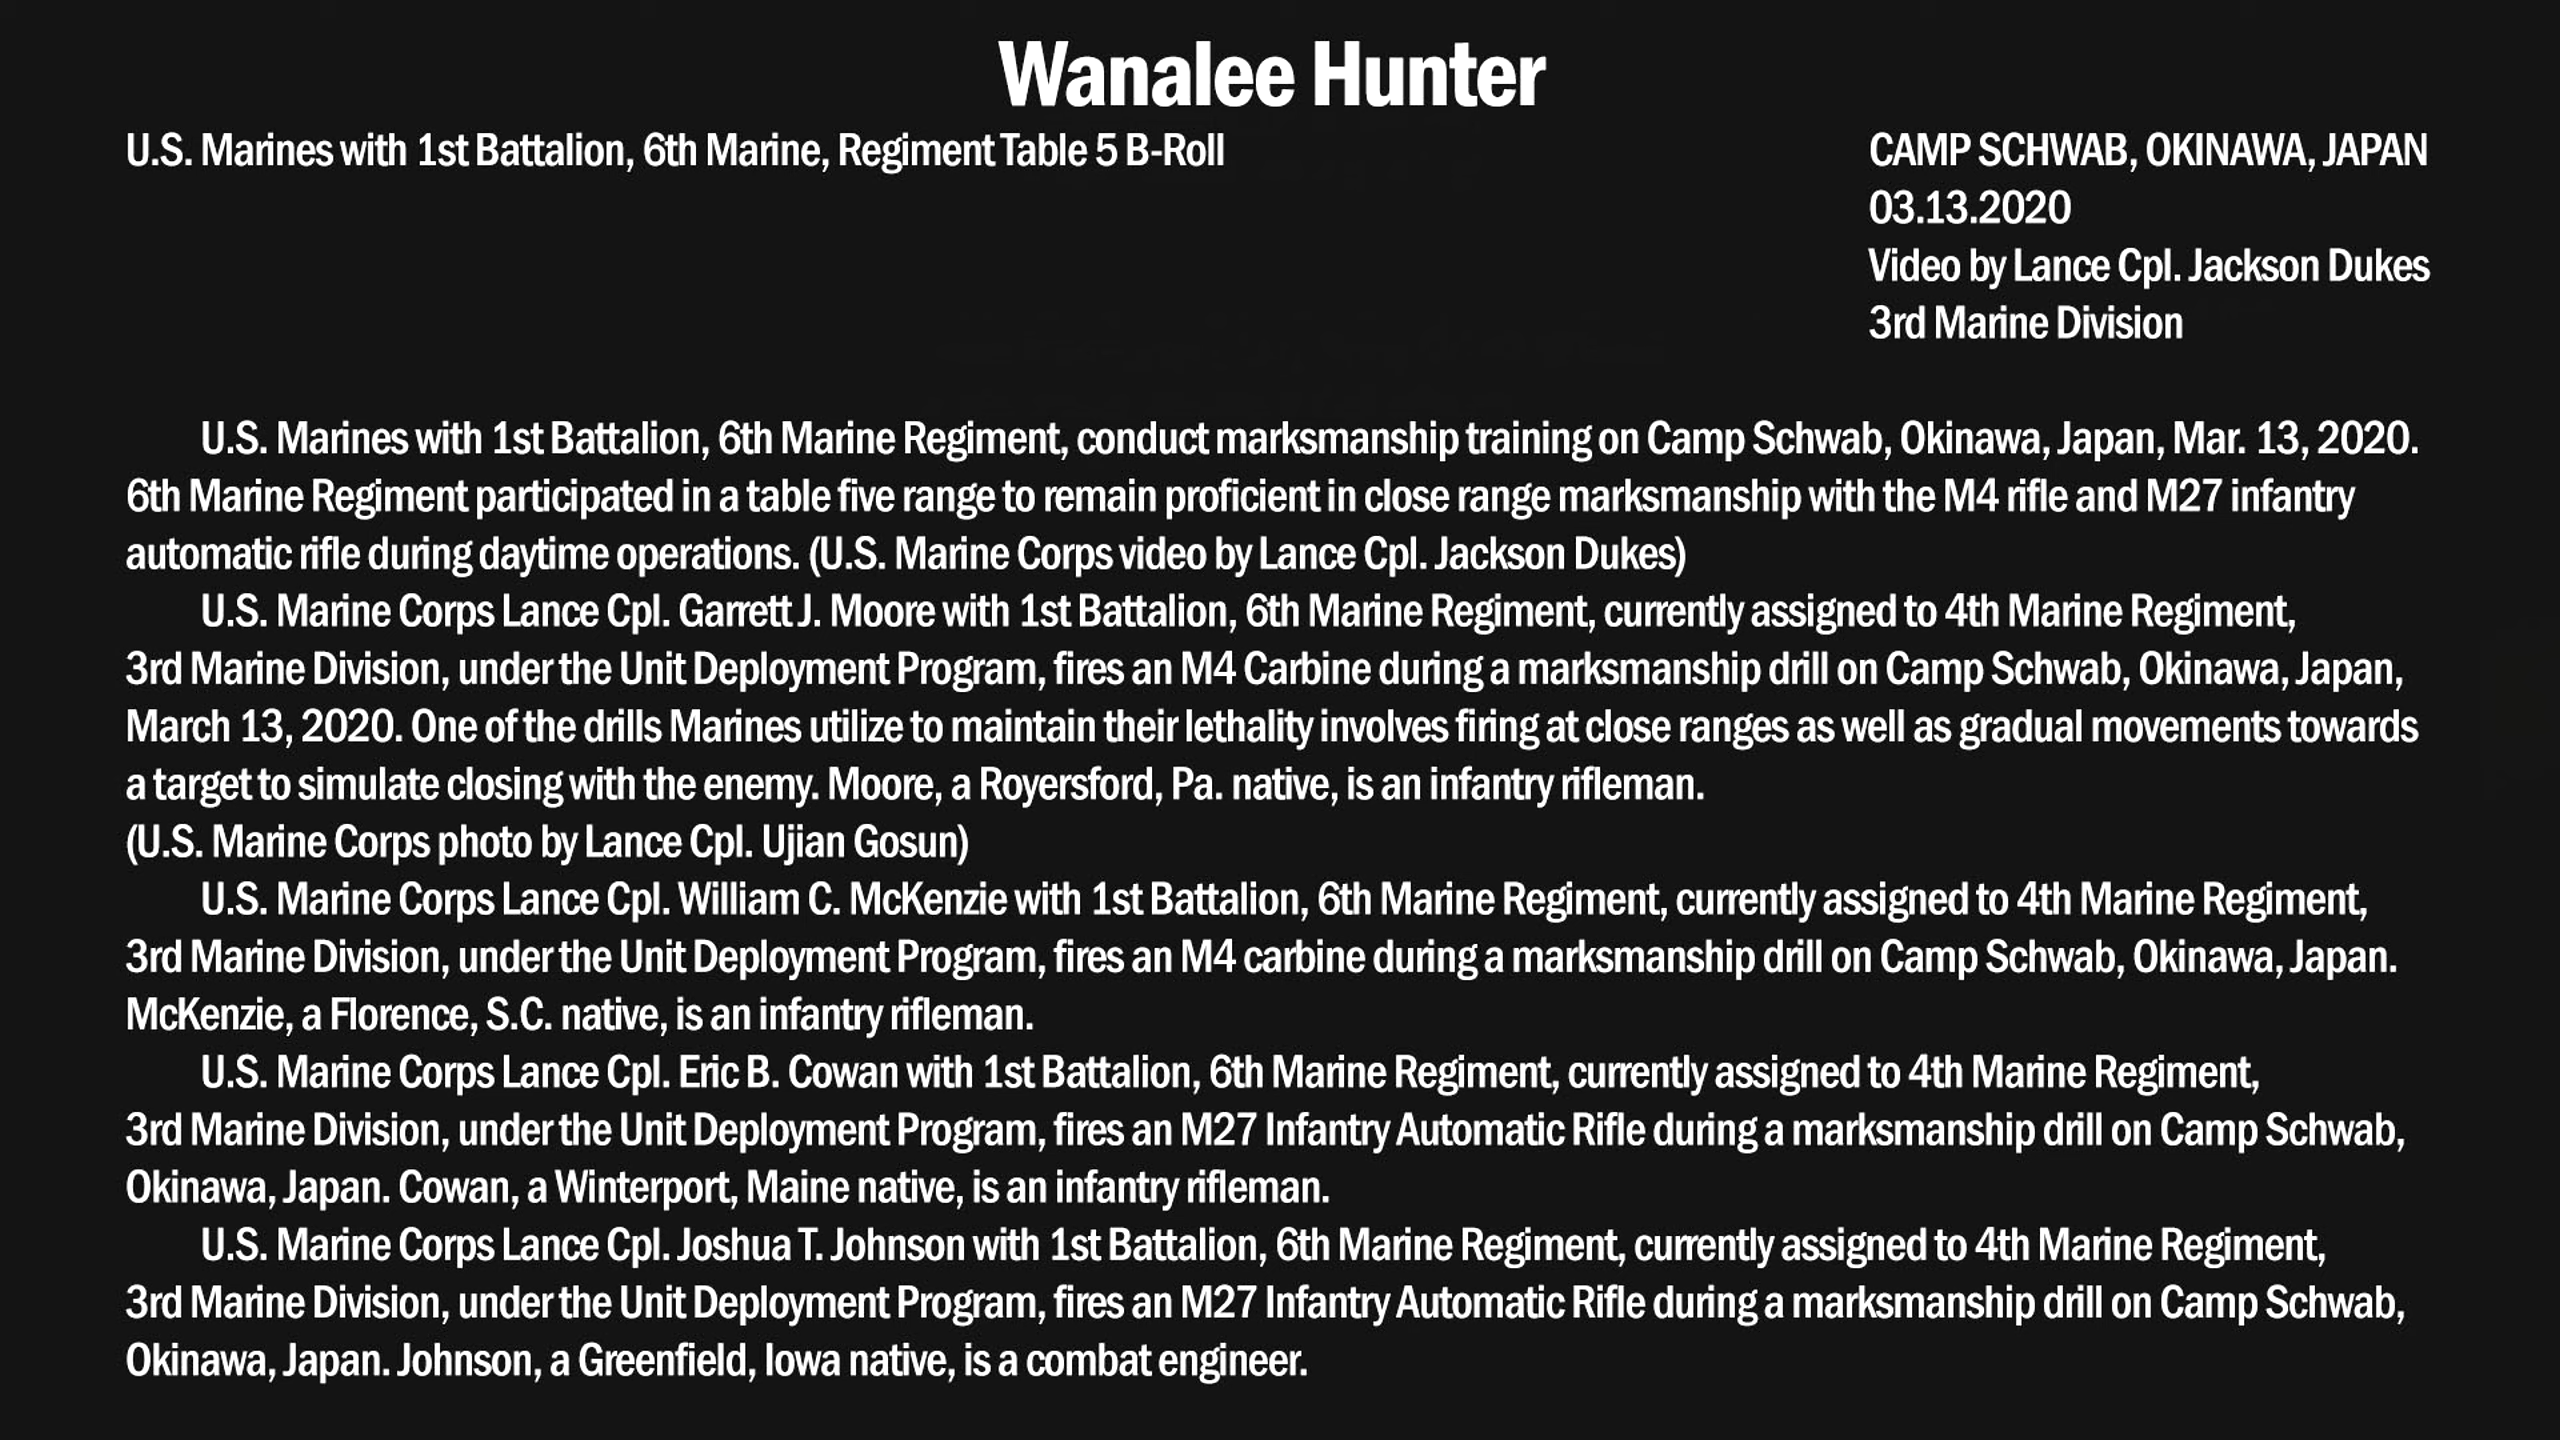 Wanalee Hunter
U.S. Marines with 1st Battalion, 6th Marine, Regiment Table 5 B-Roll
CAMP SCHWAB, OKINAWA, JAPAN
03.13.2020
Video by Lance Cpl. Jackson Dukes
3rd Marine Division
U.S. Marines with 1st Battalion, 6th Marine Regiment, conduct marksmanship training on Camp Schwab, Okinawa, Japan, Mar. 13, 2020.
6th Marine Regiment participated in a table five range to remain proficient in close range marksmanship with the M4 rifle and M27 infantry
automatic rifle during daytime operations. (U.S. Marine Corps video by Lance Cpl. Jackson Dukes)
U.S. Marine Corps Lance Cpl. Garrett J. Moore with 1st Battalion, 6th Marine Regiment, currently assigned to 4th Marine Regiment,
3rd Marine Division, under the Unit Deployment Program, fires an M4 Carbine during a marksmanship drill on Camp Schwab, Okinawa, Japan,
March 13, 2020. One of the drills Marines utilize to maintain their lethality involves firing at close ranges as well as gradual movements towards
a target to simulate closing with the enemy. Moore, a Royersford, Pa. native, is an infantry rifleman.
(U.S. Marine Corps photo by Lance Cpl. Ujian Gosun)
U.S. Marine Corps Lance Cpl. William C. McKenzie with 1st Battalion, 6th Marine Regiment, currently assigned to 4th Marine Regiment,
3rd Marine Division, under the Unit Deployment Program, fires an M4 carbine during a marksmanship drill on Camp Schwab, Okinawa, Japan.
McKenzie, a Florence, S.C. native, is an infantry rifleman.
U.S. Marine Corps Lance Cpl. Eric B. Cowan with 1st Battalion, 6th Marine Regiment, currently assigned to 4th Marine Regiment,
3rd Marine Division, under the Unit Deployment Program, fires an M27 Infantry Automatic Rifle during a marksmanship drill on Camp Schwab,
Okinawa, Japan. Cowan, a Winterport, Maine native, is an infantry rifleman.
U.S. Marine Corps Lance Cpl. Joshua T. Johnson with 1st Battalion, 6th Marine Regiment, currently assigned to 4th Marine Regiment,
3rd Marine Division, under the Unit Deployment Program, fires an M27 Infantry Automatic Rifle during a marksmanship drill on Camp Schwab,
Okinawa, Japan. Johnson, a Greenfield, Iowa native, is a combat engineer.